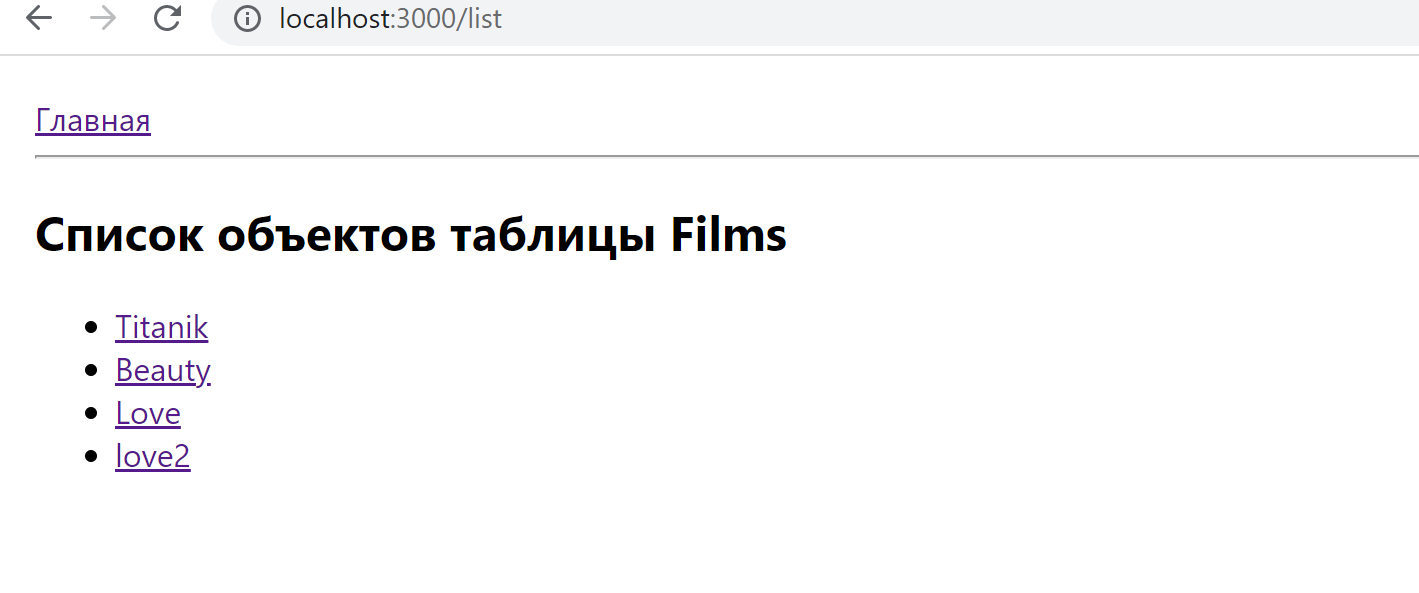 localhost:3000/list
Главная
Список объектов таблицы Films
Titanik
Beauty
Love
love2